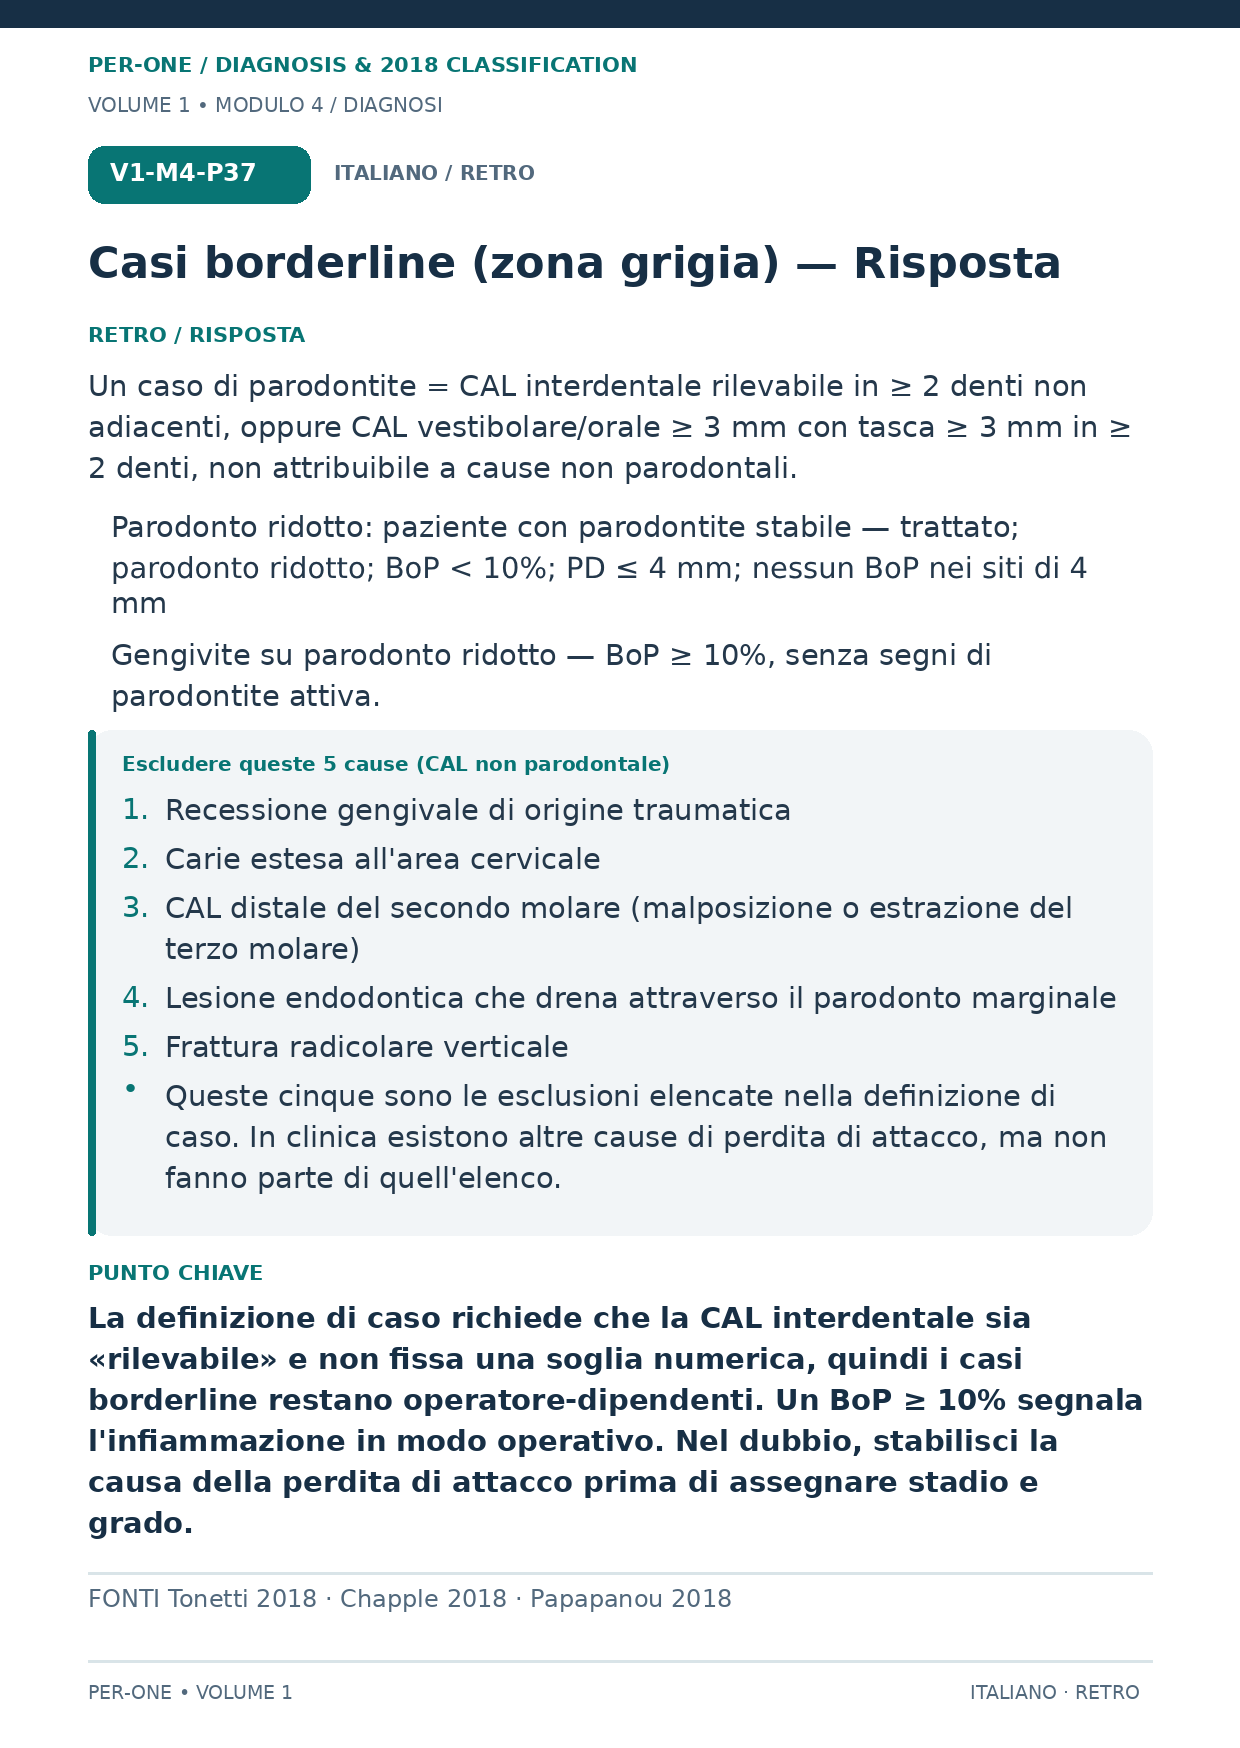 PER-ONE / DIAGNOSIS & 2018 CLASSIFICATION
VOLUME 1 • MODULO 4 / DIAGNOSI
V1-M4-P37
ITALIANO / RETRO
Casi borderline (zona grigia) — Risposta
RETRO / RISPOSTA
Un caso di parodontite = CAL interdentale rilevabile in ≥ 2 denti non
adiacenti, oppure CAL vestibolare/orale ≥ 3 mm con tasca ≥ 3 mm in ≥
2 denti, non attribuibile a cause non parodontali.
Parodonto ridotto: paziente con parodontite stabile — trattato;
parodonto ridotto; BoP < 10%; PD ≤ 4 mm; nessun BoP nei siti di 4
mm
Gengivite su parodonto ridotto — BoP ≥ 10%, senza segni di
parodontite attiva.
Escludere queste 5 cause (CAL non parodontale)
1. Recessione gengivale di origine traumatica
2. Carie estesa all'area cervicale
3. CAL distale del secondo molare (malposizione o estrazione del
terzo molare)
4. Lesione endodontica che drena attraverso il parodonto marginale
5. Frattura radicolare verticale
• Queste cinque sono le esclusioni elencate nella definizione di
caso. In clinica esistono altre cause di perdita di attacco, ma non
fanno parte di quell'elenco.
PUNTO CHIAVE
La definizione di caso richiede che la CAL interdentale sia
«rilevabile» e non fissa una soglia numerica, quindi i casi
borderline restano operatore-dipendenti. Un BoP ≥ 10% segnala
l'infiammazione in modo operativo. Nel dubbio, stabilisci la
causa della perdita di attacco prima di assegnare stadio e
grado.
FONTI Tonetti 2018 · Chapple 2018 · Papapanou 2018
PER-ONE • VOLUME 1
ITALIANO · RETRO